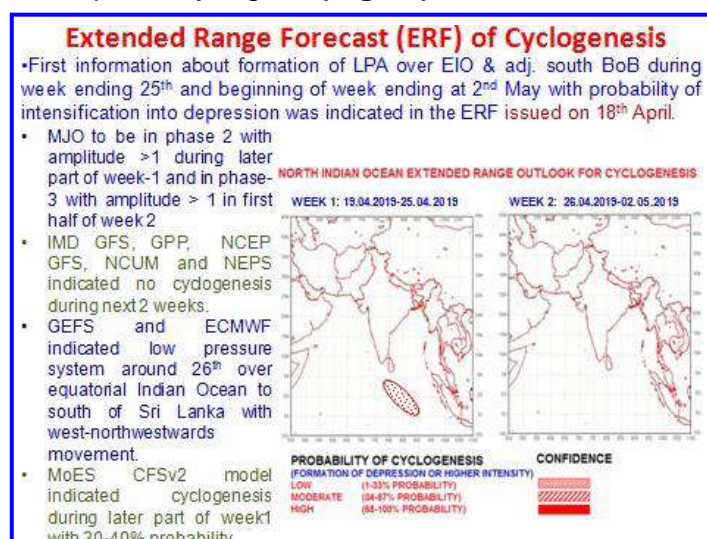 Extended Range Forecast (ERF) of Cyclogenesis
•First information about formation of LPA over EIO & adj. south BoB during
week ending 25th and beginning of week ending at 2nd May with probability of
intensification into depression was indicated in the ERF issued on 18th April.
• MJO to be in phase 2 with
amplitude >1 during later
part of week-1 and in phase-
3 with amplitude > 1 in first
half of week 2
• IMD GFS, GPP, NCEP
GFS, NCUM and NEPS
indicated no cyclogenesis
during next 2 weeks.
• GEFS and ECMWF
indicated low pressure
system around 26th over
equatorial Indian Ocean to
south of Sri Lanka with
west-northwestwards
movement.
• MoES CFSv2 model
indicated cyclogenesis
during later part of week1
with 30-40% probability
NORTH INDIAN OCEAN EXTENDED RANGE OUTLOOK FOR CYCLOGENESIS
WEEK 1: 19.04.2019-25.04.2019
WEEK 2: 26.04.2019-02.05.2019
PROBABILITY OF CYCLOGENESIS
(FORMATION OF DEPRESSION OR HIGHER INTENSITY)
LOW (1-33% PROBABILITY)
MODERATE (34-67% PROBABILITY)
HIGH (68-100% PROBABILITY)
CONFIDENCE